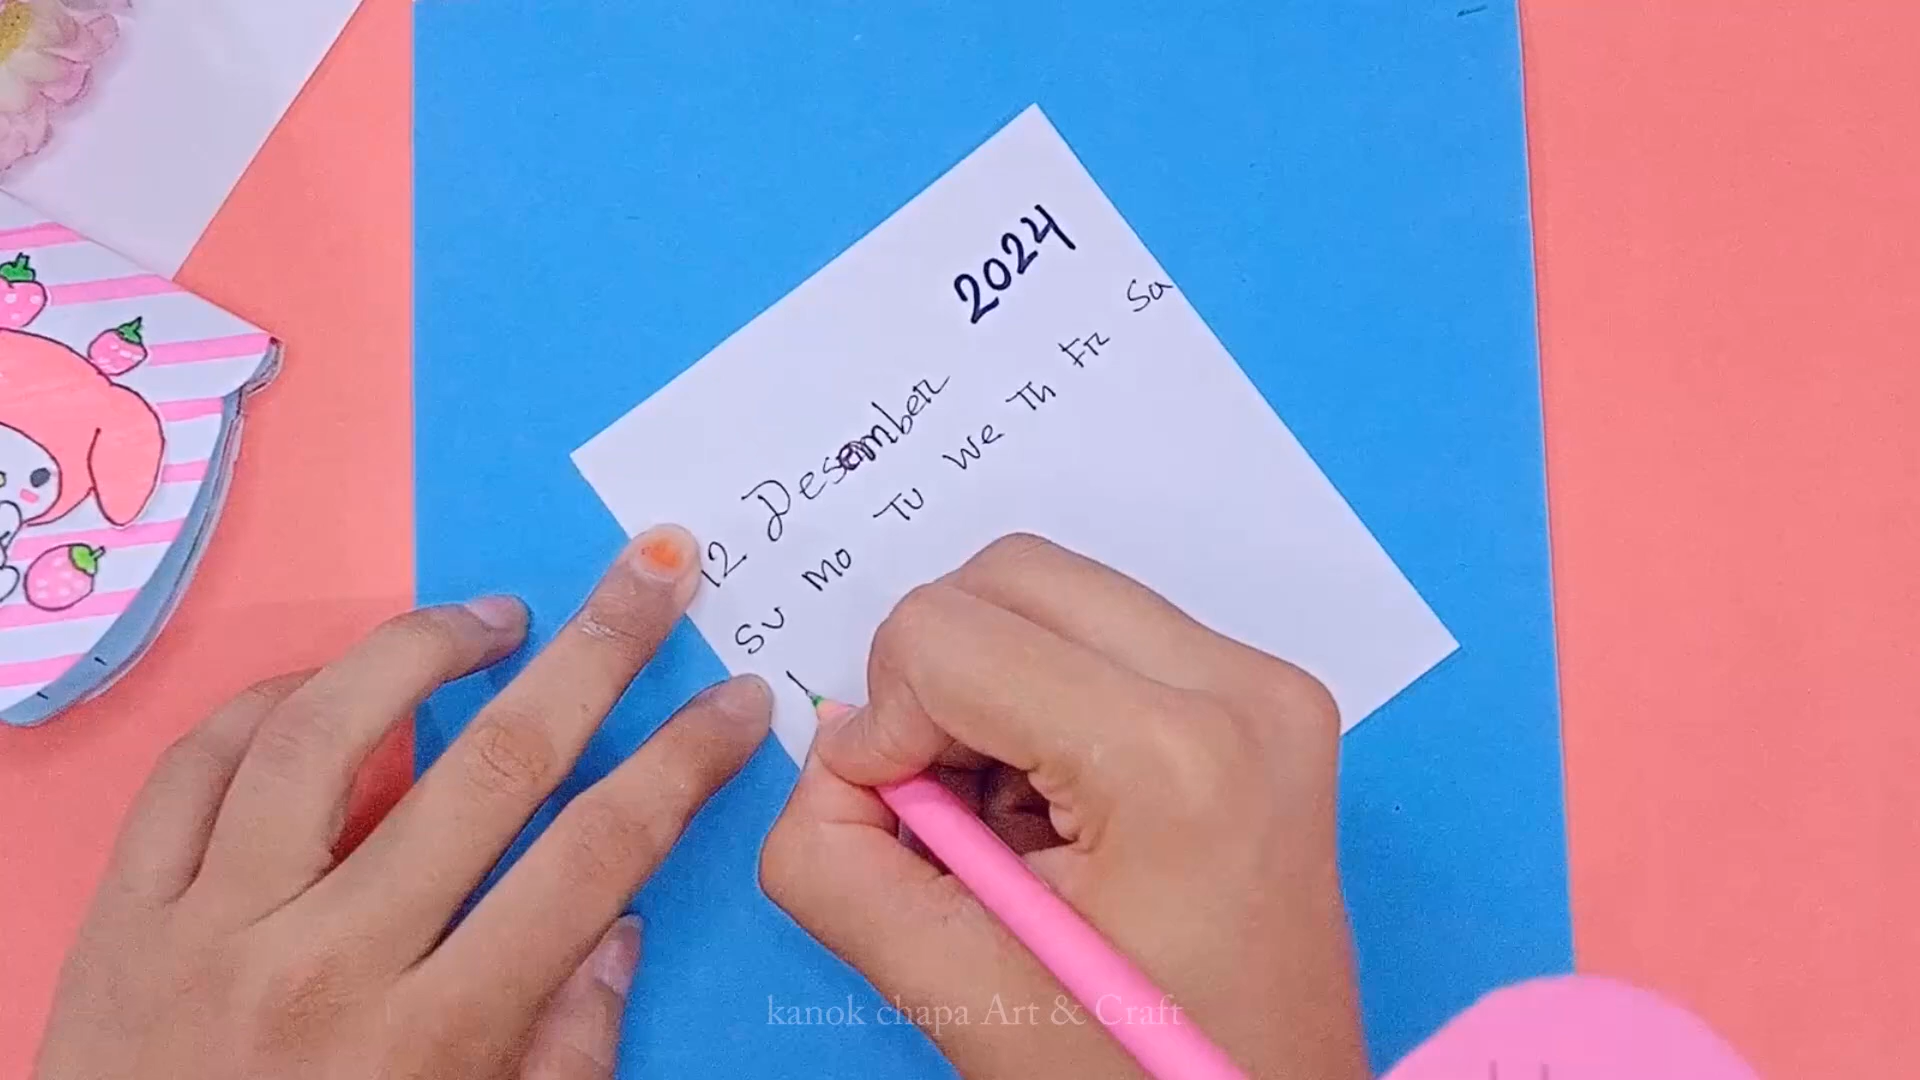 2024
12 Desember
Su Mo Tu We Th Fr Sa
1
kanok chapa Art & Craft